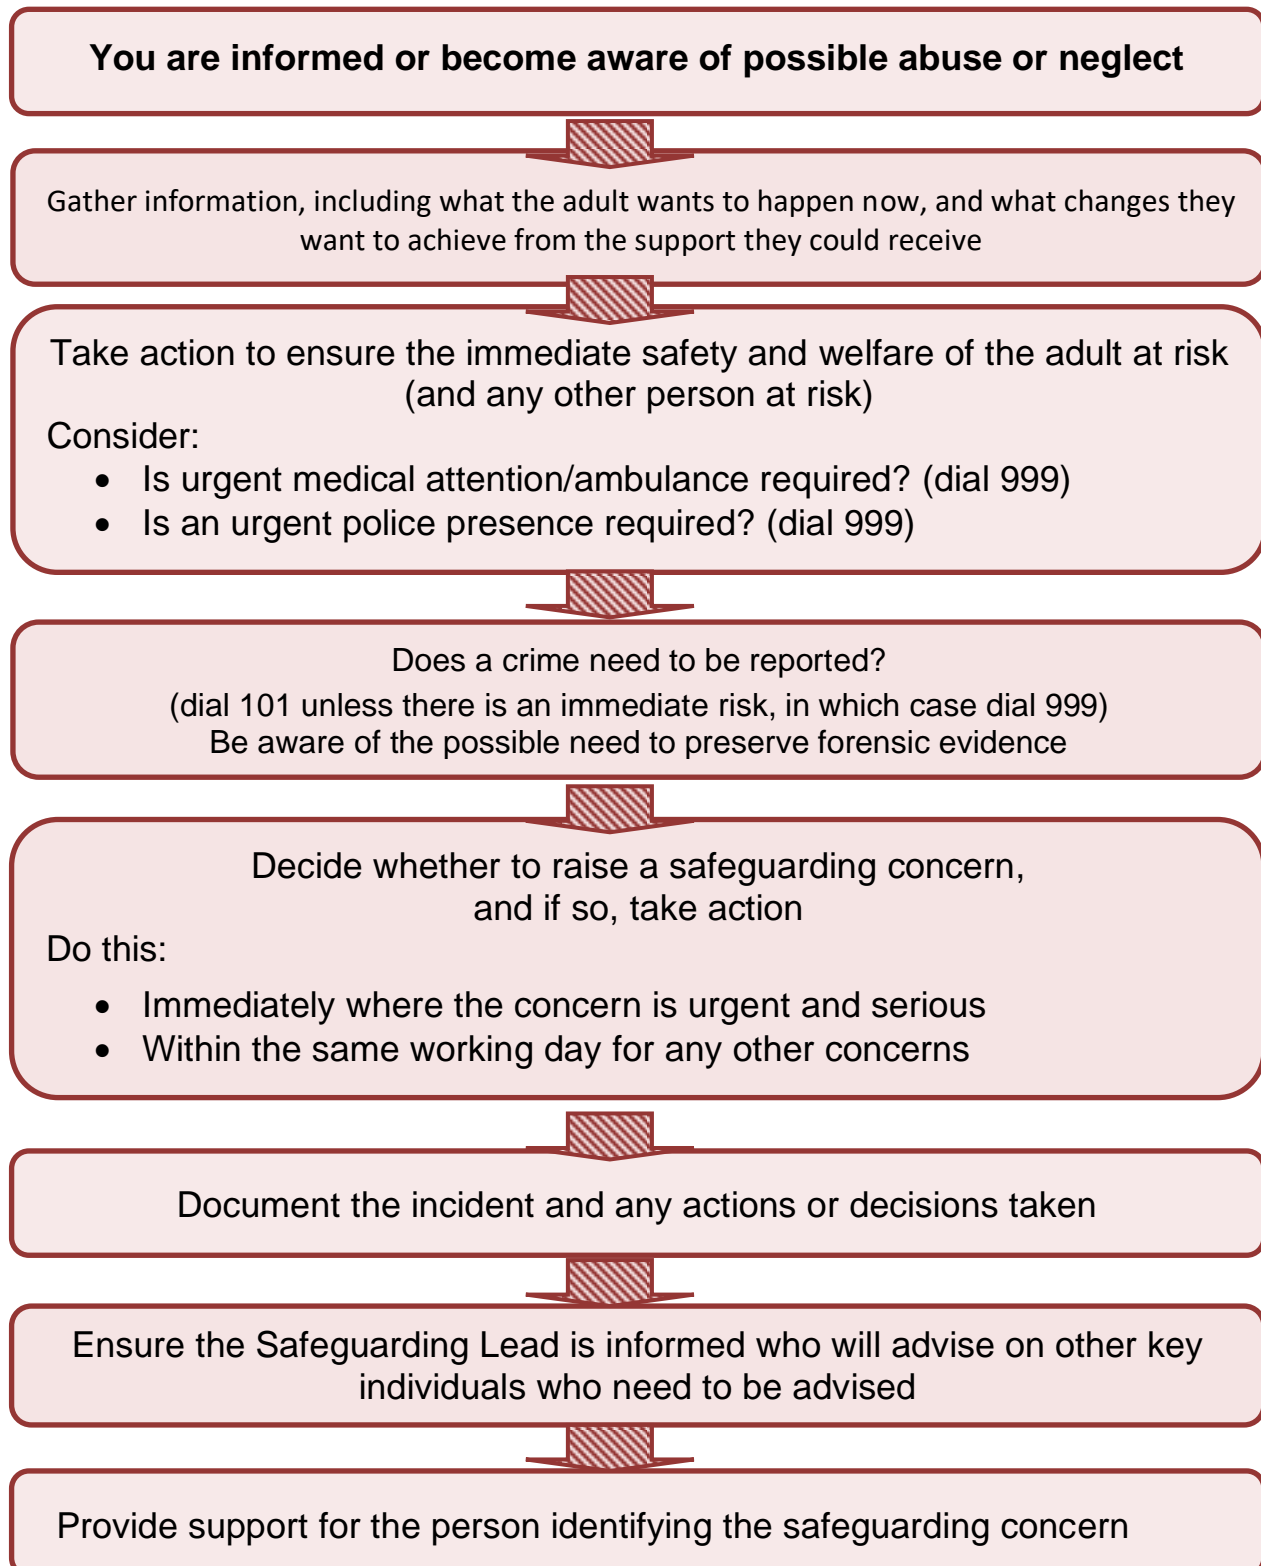 You are informed or become aware of possible abuse or neglect
Gather information, including what the adult wants to happen now, and what changes they
want to achieve from the support they could receive
Take action to ensure the immediate safety and welfare of the adult at risk
(and any other person at risk)
Consider:
• Is urgent medical attention/ambulance required? (dial 999)
• Is an urgent police presence required? (dial 999)
Does a crime need to be reported?
(dial 101 unless there is an immediate risk, in which case dial 999)
Be aware of the possible need to preserve forensic evidence
Decide whether to raise a safeguarding concern,
and if so, take action
Do this:
• Immediately where the concern is urgent and serious
• Within the same working day for any other concerns
Document the incident and any actions or decisions taken
Ensure the Safeguarding Lead is informed who will advise on other key
individuals who need to be advised
Provide support for the person identifying the safeguarding concern